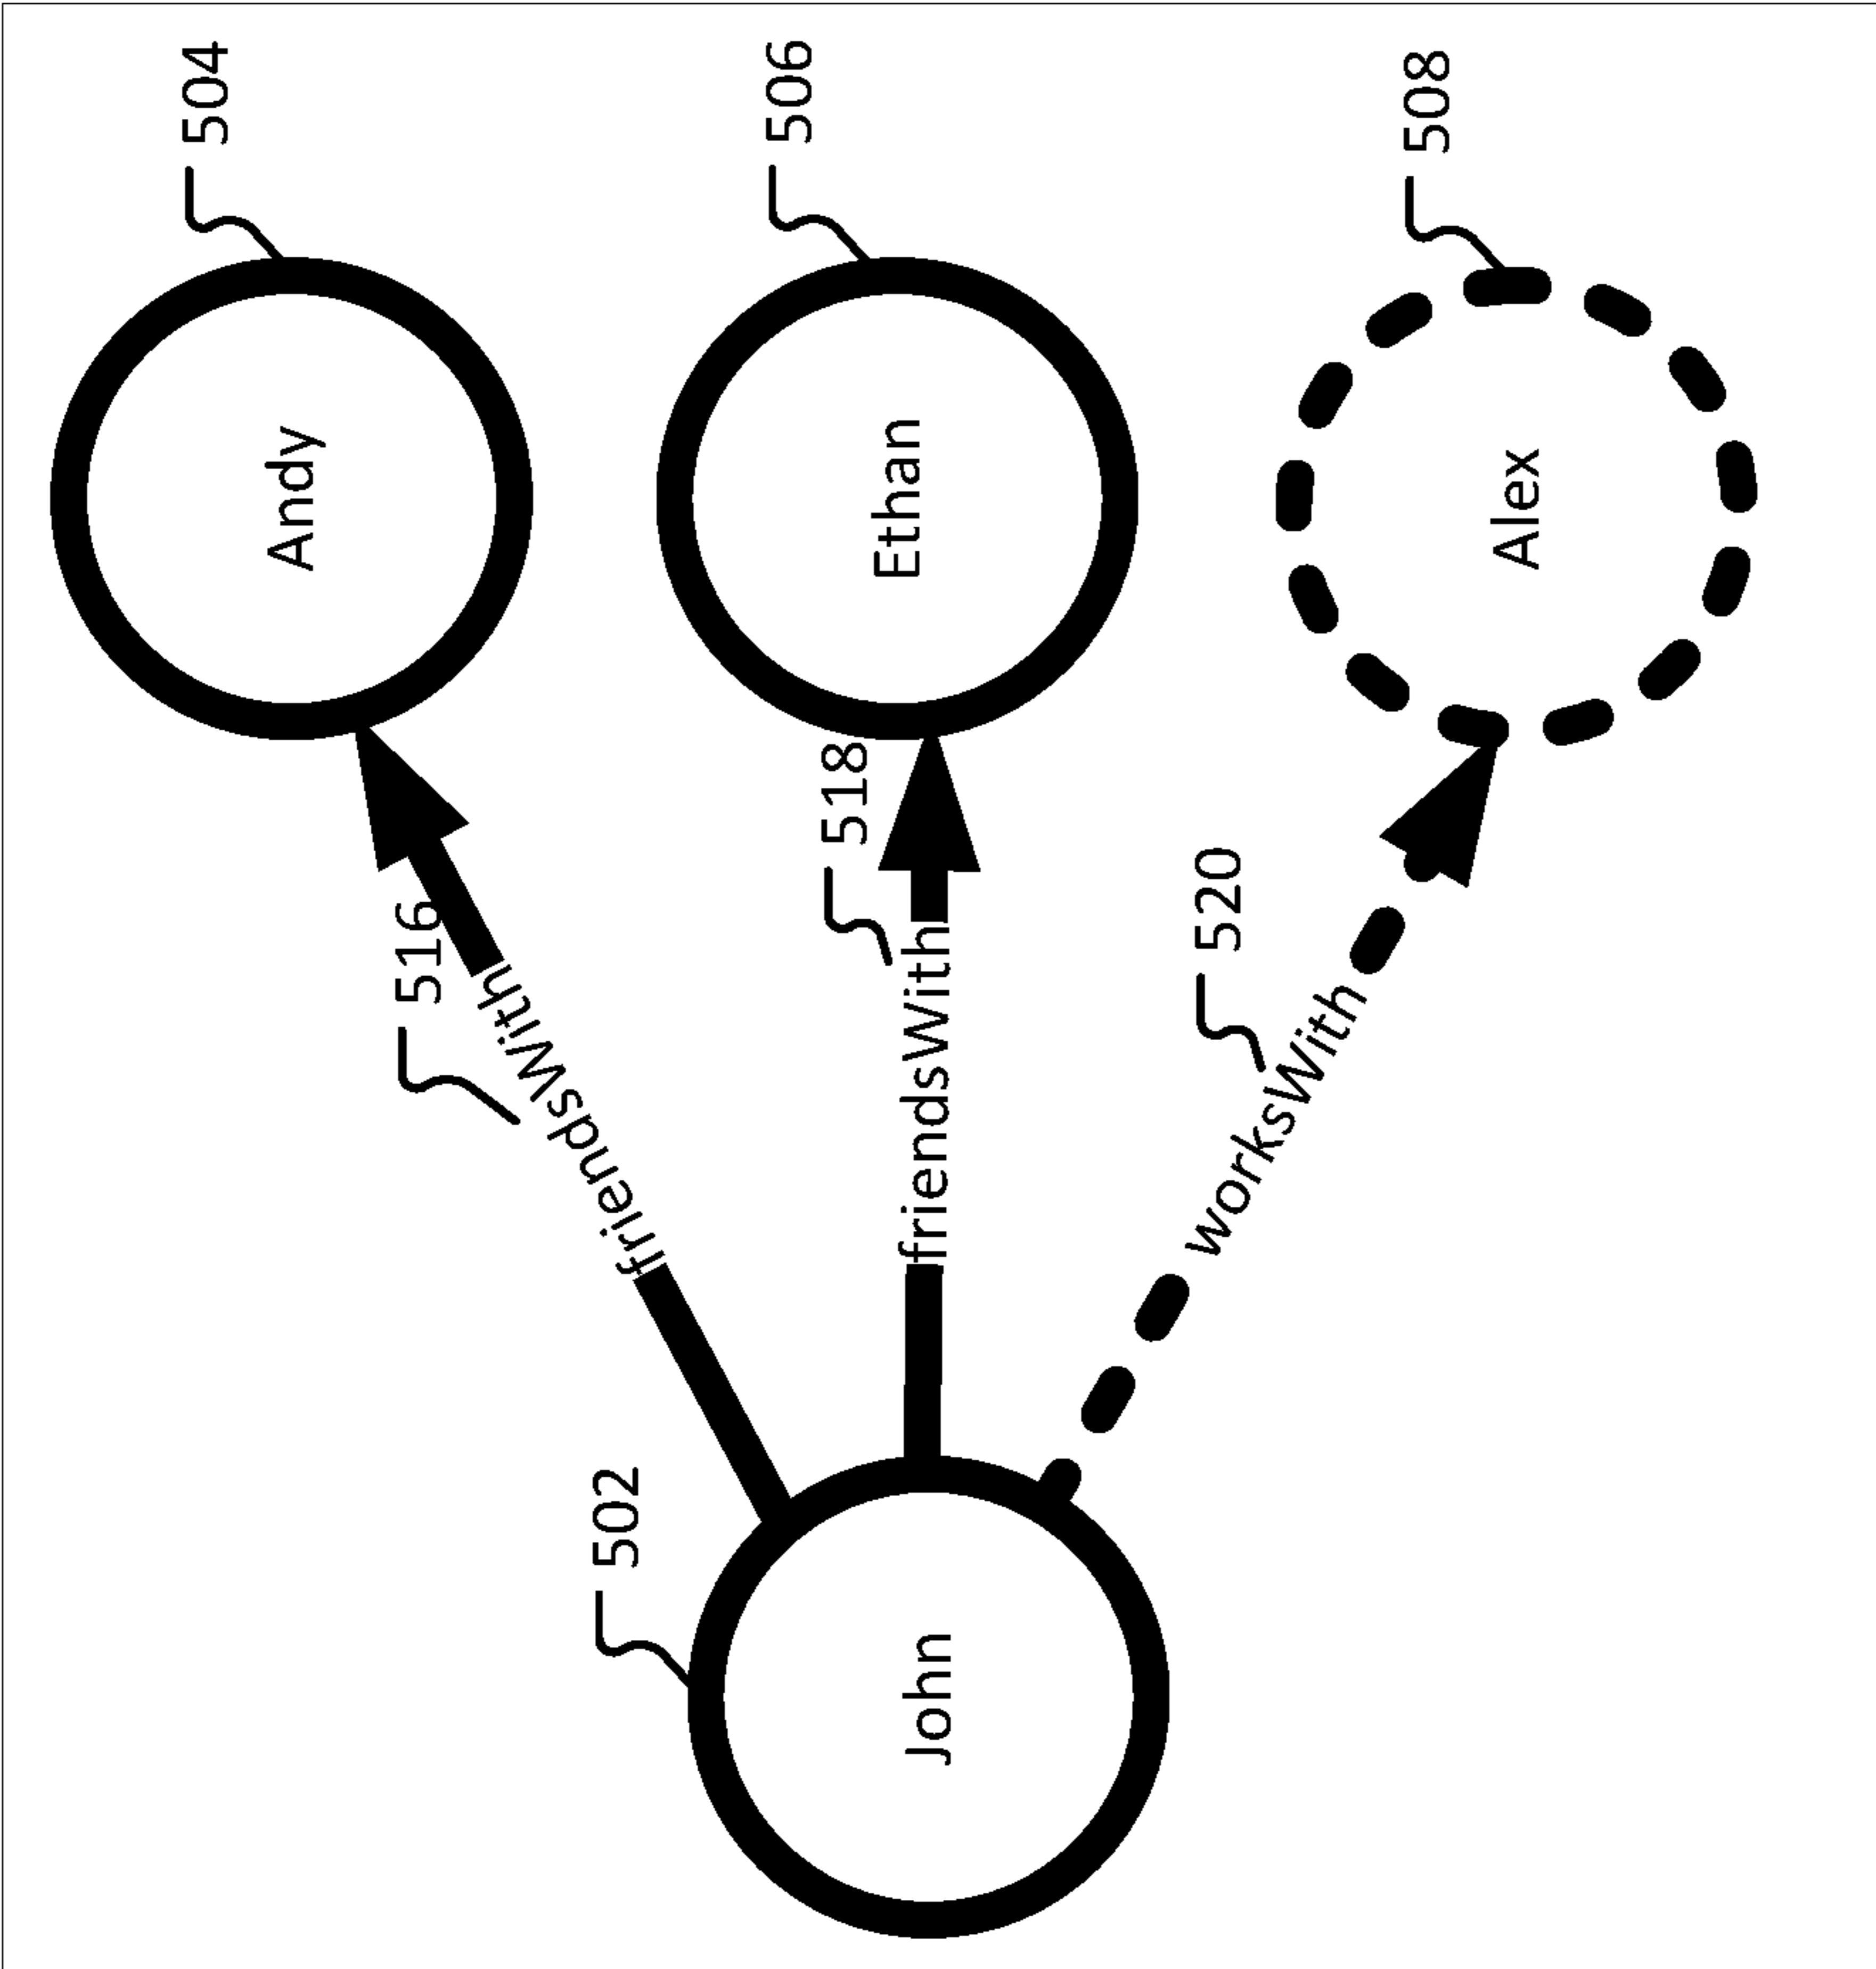 504
Andy
516
friendsWith
502
John
518
friendsWith
506
Ethan
520
worksWith
508
Alex